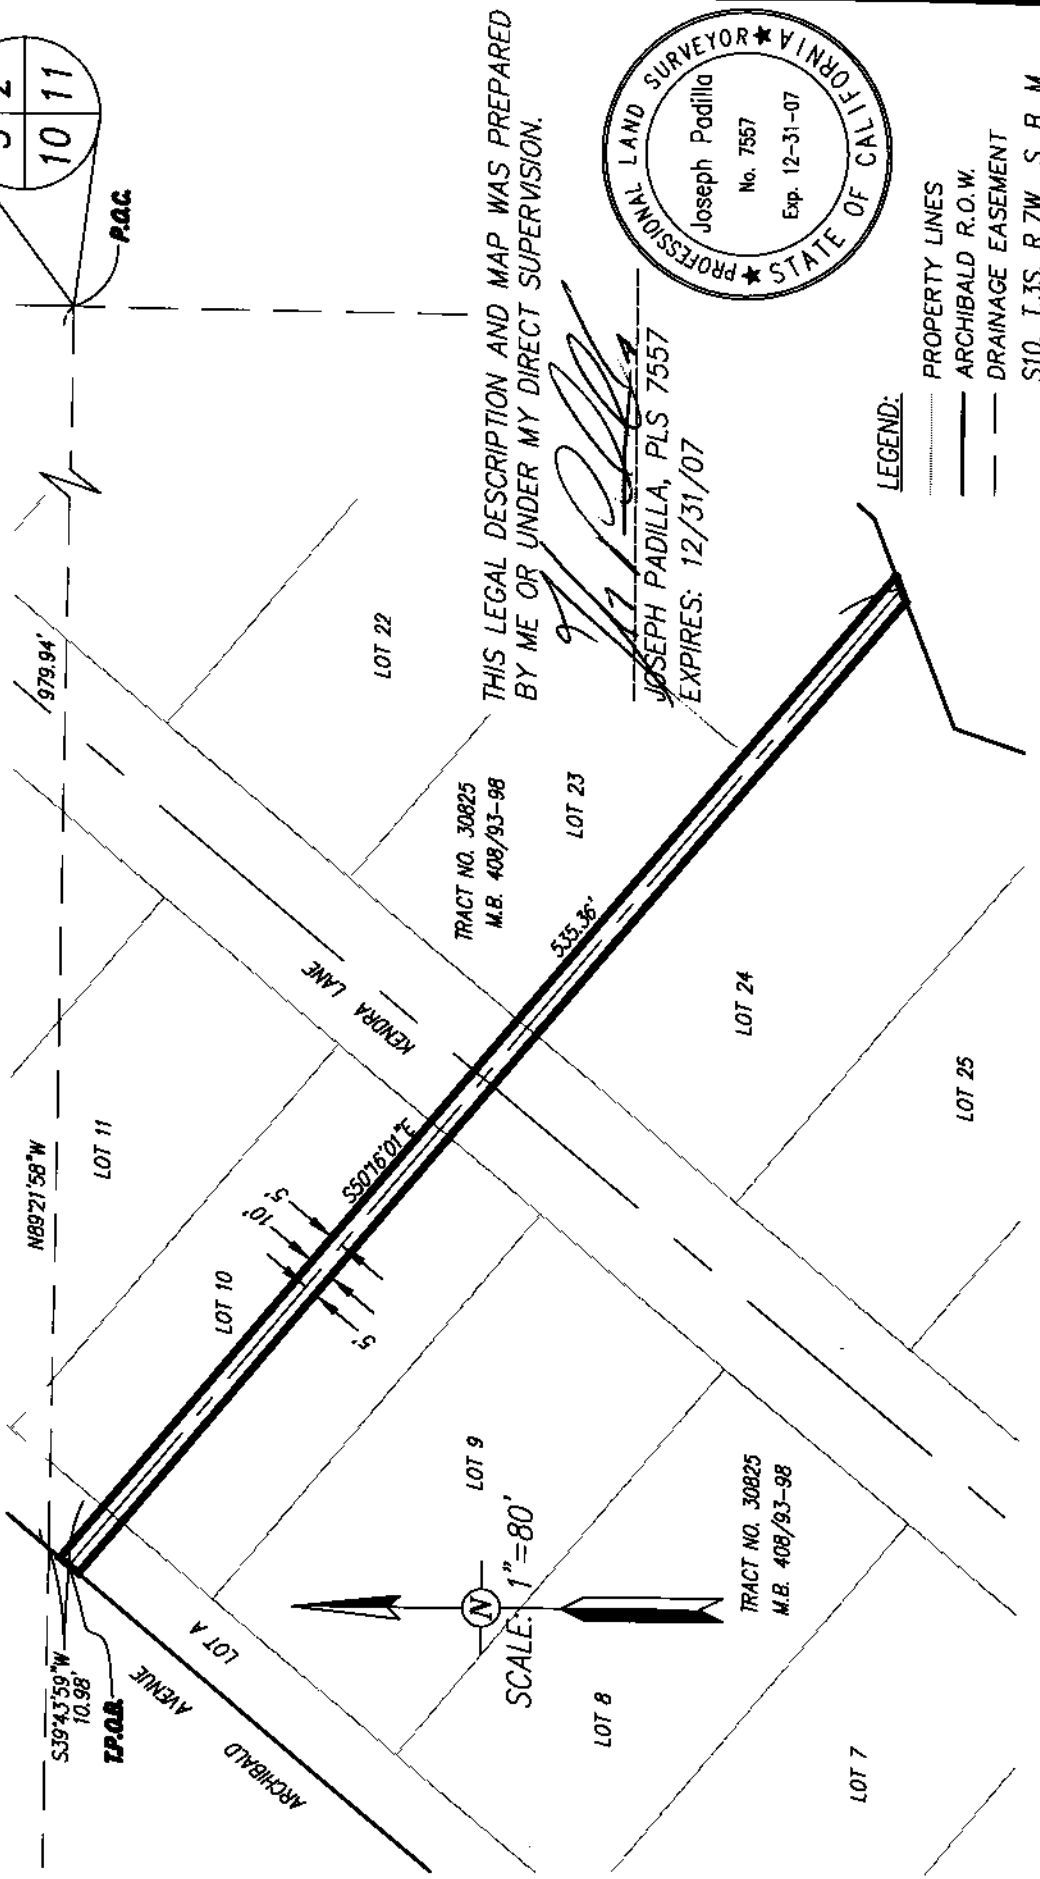 10 11
P.O.C.
979.94'
N89°21'58"W
S39°43'59"W
10.98'
T.P.O.B.
LOT 22
LOT 11
LOT 10
TRACT NO. 30825
M.B. 408/93-98
LOT 23
KENDRA LANE
535.36'
S50°16'01"E
5'
10'
5'
LOT 24
LOT 25
LOT A
ARCHIBALD AVENUE
LOT 9
LOT 8
LOT 7
N
SCALE: 1"=80'
TRACT NO. 30825
M.B. 408/93-98
THIS LEGAL DESCRIPTION AND MAP WAS PREPARED
BY ME OR UNDER MY DIRECT SUPERVISION.
JOSEPH PADILLA, PLS 7557
EXPIRES: 12/31/07
PROFESSIONAL LAND SURVEYOR
Joseph Padilla
No. 7557
Exp. 12-31-07
STATE OF CALIFORNIA
LEGEND:
PROPERTY LINES
ARCHIBALD R.O.W.
DRAINAGE EASEMENT
S10, T.3S, R.7W, S.B.M.